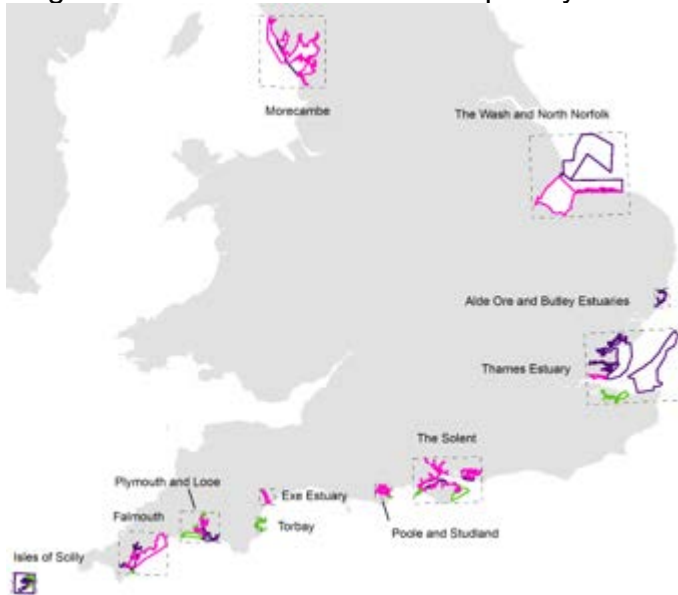 Morecambe
The Wash and North Norfolk
Alde Ore and Butley Estuaries
Thames Estuary
The Solent
Plymouth and Looe
Exe Estuary
Falmouth
Torbay
Poole and Studland
Isles of Scilly